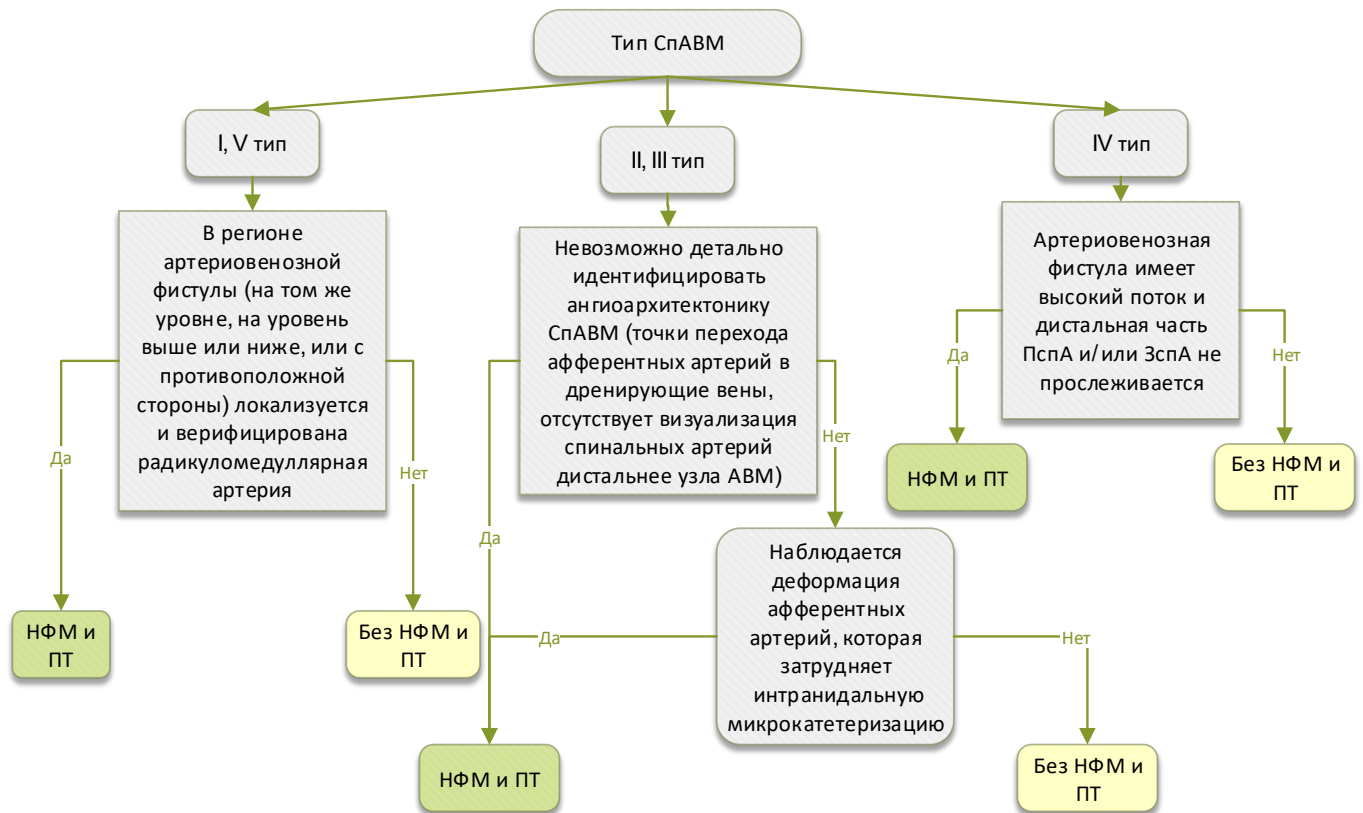 Тип СпАВМ
I, V тип
II, III тип
IV тип
В регионе
артериовенозной
фистулы (на том же
уровне, на уровень
выше или ниже, или с
противоположной
стороны) локализуется
и верифицирована
радикуломедуллярная
артерия
Невозможно детально
идентифицировать
ангиоархитектонику
СпАВМ (точки перехода
афферентных артерий в
дренирующие вены,
отсутствует визуализация
спинальных артерий
дистальнее узла АВМ)
Артериовенозная
фистула имеет
высокий поток и
дистальная часть
ПспА и/или ЗспА не
прослеживается
Да
Нет
Да
Нет
Да
Нет
НФМ и ПТ
Без НФМ и
ПТ
Наблюдается
деформация
афферентных
артерий, которая
затрудняет
интранидальную
микрокатетеризацию
Да
Нет
НФМ и
ПТ
Без НФМ и
ПТ
НФМ и ПТ
Без НФМ и
ПТ